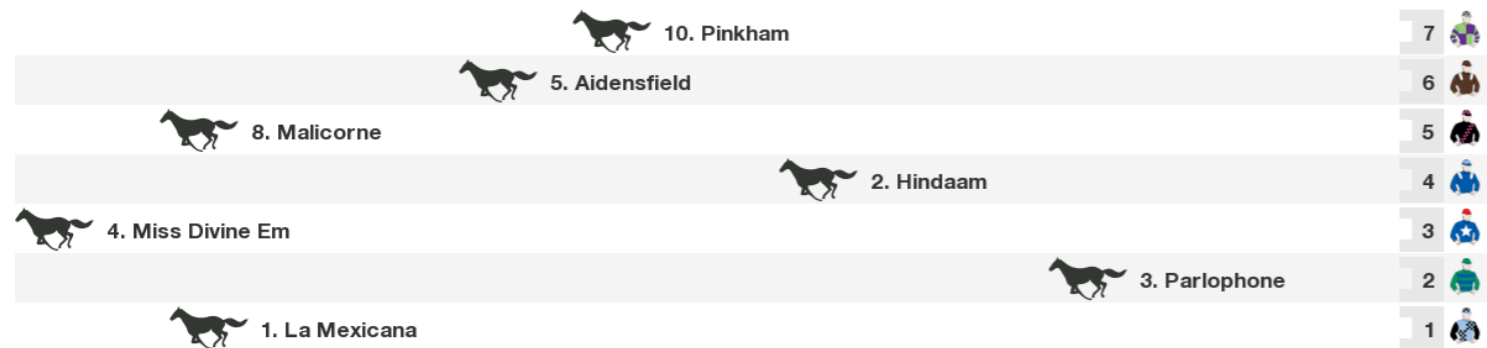 10. Pinkham 7
5. Aidensfield 6
8. Malicorne 5
2. Hindaam 4
4. Miss Divine Em 3
3. Parlophone 2
1. La Mexicana 1